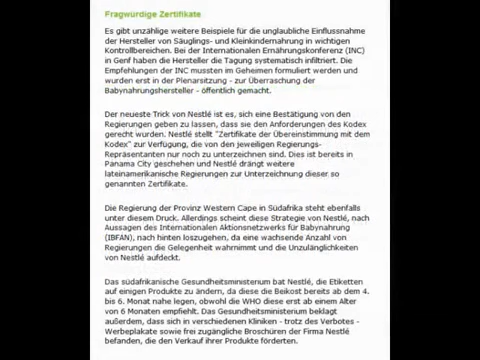 Fragwürdige Zertifikate
Es gibt unzählige weitere Beispiele für die unglaubliche Einflussnahme
der Hersteller von Säuglings- und Kleinkindernahrung in wichtigen
Kontrollbereichen. Bei der Internationalen Ernährungskonferenz (INC)
in Genf haben die Hersteller die Tagung systematisch infiltriert. Die
Empfehlungen der INC mussten im Geheimen formuliert werden und
wurden erst in der Plenarsitzung - zur Überraschung der
Babynahrungshersteller - öffentlich gemacht.
Der neueste Trick von Nestlé ist es, sich eine Bestätigung von den
Regierungen geben zu lassen, dass sie den Anforderungen des Kodex
gerecht wurden. Nestlé stellt "Zertifikate der Übereinstimmung mit dem
Kodex" zur Verfügung, die von den jeweiligen Regierungs-
Repräsentanten nur noch zu unterzeichnen sind. Dies ist bereits in
Panama City geschehen und Nestlé drängt weitere
lateinamerikanische Regierungen zur Unterzeichnung dieser so
genannten Zertifikate.
Die Regierung der Provinz Western Cape in Südafrika steht ebenfalls
unter diesem Druck. Allerdings scheint diese Strategie von Nestlé, nach
Aussagen des Internationalen Aktionsnetzwerks für Babynahrung
(IBFAN), nach hinten loszugehen, da eine wachsende Anzahl von
Regierungen die Gelegenheit wahrnimmt und die Unzulänglichkeiten
von Nestlé aufdeckt.
Das südafrikanische Gesundheitsministerium bat Nestlé, die Etiketten
auf einigen Produkte zu ändern, da diese die Beikost bereits ab dem 4.
bis 6. Monat nahe legen, obwohl die WHO diese erst ab einem Alter
von 6 Monaten empfiehlt. Das Gesundheitsministerium beklagt
außerdem, dass sich in verschiedenen Kliniken - trotz des Verbotes -
Werbeplakate sowie frei zugängliche Broschüren der Firma Nestlé
befanden, die den Verkauf ihrer Produkte förderten.